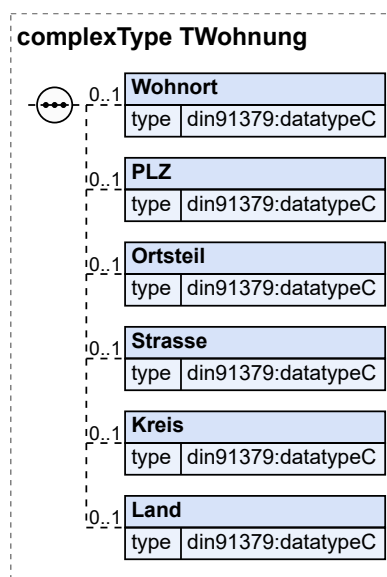 complexType TWohnung
0..1 Wohnort
type din91379:datatypeC
0..1 PLZ
type din91379:datatypeC
0..1 Ortsteil
type din91379:datatypeC
0..1 Strasse
type din91379:datatypeC
0..1 Kreis
type din91379:datatypeC
0..1 Land
type din91379:datatypeC